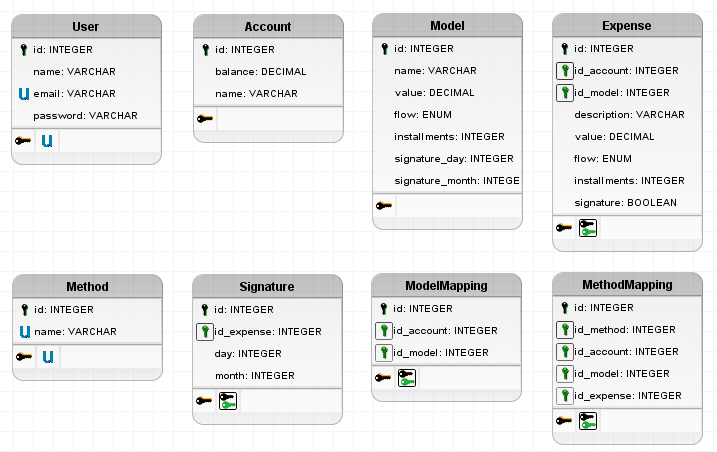 User
id: INTEGER
name: VARCHAR
U email: VARCHAR
password: VARCHAR
U
Account
id: INTEGER
balance: DECIMAL
name: VARCHAR
Model
id: INTEGER
name: VARCHAR
value: DECIMAL
flow: ENUM
installments: INTEGER
signature_day: INTEGER
signature_month: INTEGE
Expense
id: INTEGER
id_account: INTEGER
id_model: INTEGER
description: VARCHAR
value: DECIMAL
flow: ENUM
installments: INTEGER
signature: BOOLEAN
Method
id: INTEGER
U name: VARCHAR
U
Signature
id: INTEGER
id_expense: INTEGER
day: INTEGER
month: INTEGER
ModelMapping
id: INTEGER
id_account: INTEGER
id_model: INTEGER
MethodMapping
id: INTEGER
id_method: INTEGER
id_account: INTEGER
id_model: INTEGER
id_expense: INTEGER